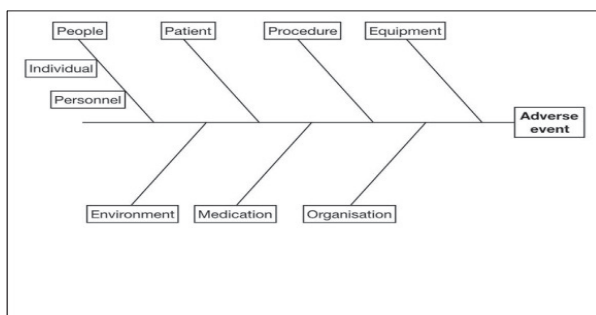 People
Patient
Procedure
Equipment
Individual
Personnel
Adverse
event
Environment
Medication
Organisation